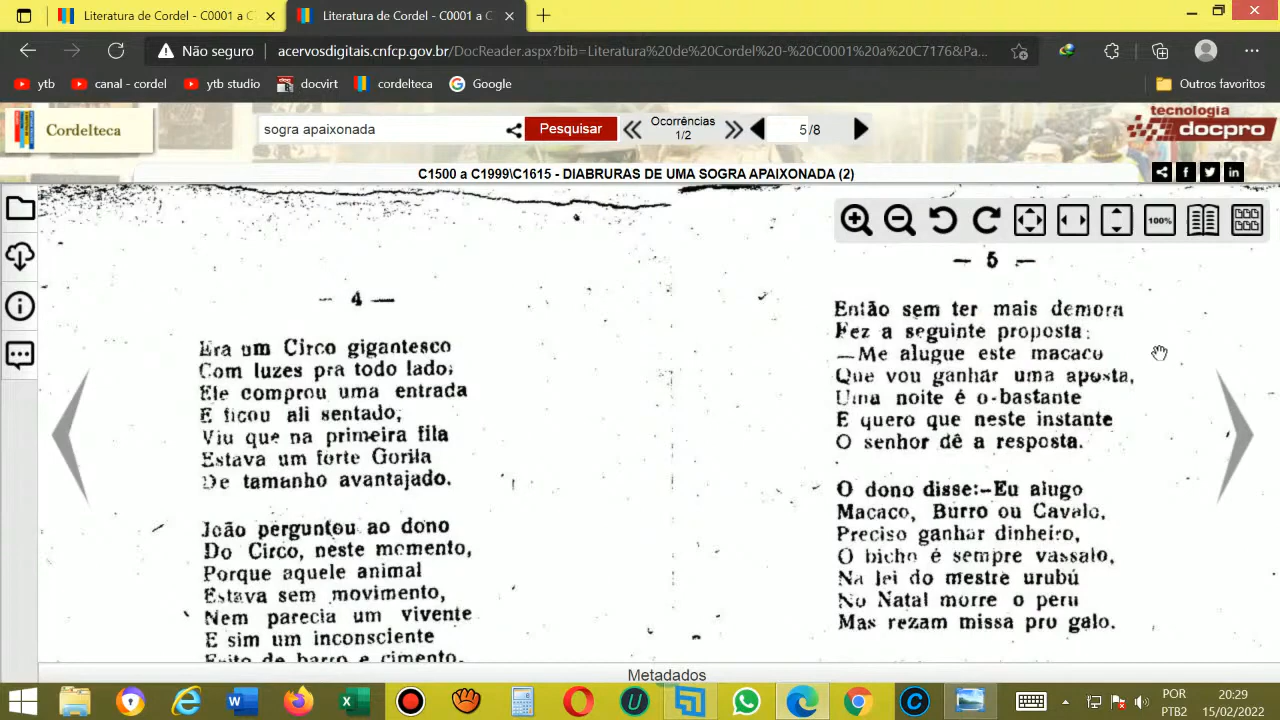 Literatura de Cordel - C0001 a C
Literatura de Cordel - C0001 a C
Não seguro
acervosdigitais.cnfcp.gov.br/DocReader.aspx?bib=Literatura%20de%20Cordel%20-%20C0001%20a%20C7176&Pa...
ytb
canal - cordel
ytb studio
docvirt
cordelteca
Google
Outros favoritos
Cordelteca
sogra apaixonada
Pesquisar
Ocorrências
1/2
5 /8
tecnologia
docpro
C1500 a C1999\C1615 - DIABRURAS DE UMA SOGRA APAIXONADA (2)
100%
— 4 —
Era um Circo gigantesco
Com luzes pra todo lado;
Ele comprou uma entrada
E ficou ali sentado,
Viu que na primeira fila
Estava um forte Gorila
De tamanho avantajado.
João perguntou ao dono
Do Circo, neste momento,
Porque aquele animal
Estava sem movimento,
Nem parecia um vivente
E sim um inconsciente
Feito de barro e cimento.
— 5 —
Então sem ter mais demora
Fez a seguinte proposta:
—Me alugue este macaco
Que vou ganhar uma aposta,
Uma noite é o-bastante
E quero que neste instante
O senhor dê a resposta.
O dono disse:-Eu alugo
Macaco, Burro ou Cavalo,
Preciso ganhar dinheiro,
O bicho é sempre vassalo,
Na lei do mestre urubú
No Natal morre o peru
Mas rezam missa pro galo.
Metadados
POR
PTB2
20:29
15/02/2022